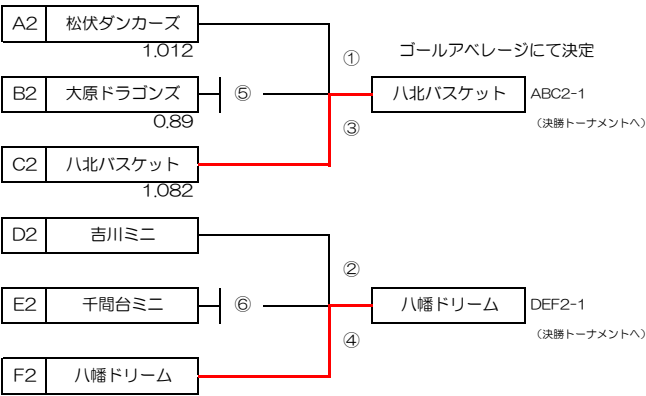 A2 松伏ダンカーズ
1.012
① ゴールアベレージにて決定
B2 大原ドラゴンズ ⑤ 八北バスケット ABC2-1
0.89
③ （決勝トーナメントへ）
C2 八北バスケット
1.082
D2 吉川ミニ
②
E2 千間台ミニ ⑥ 八幡ドリーム DEF2-1
④ （決勝トーナメントへ）
F2 八幡ドリーム